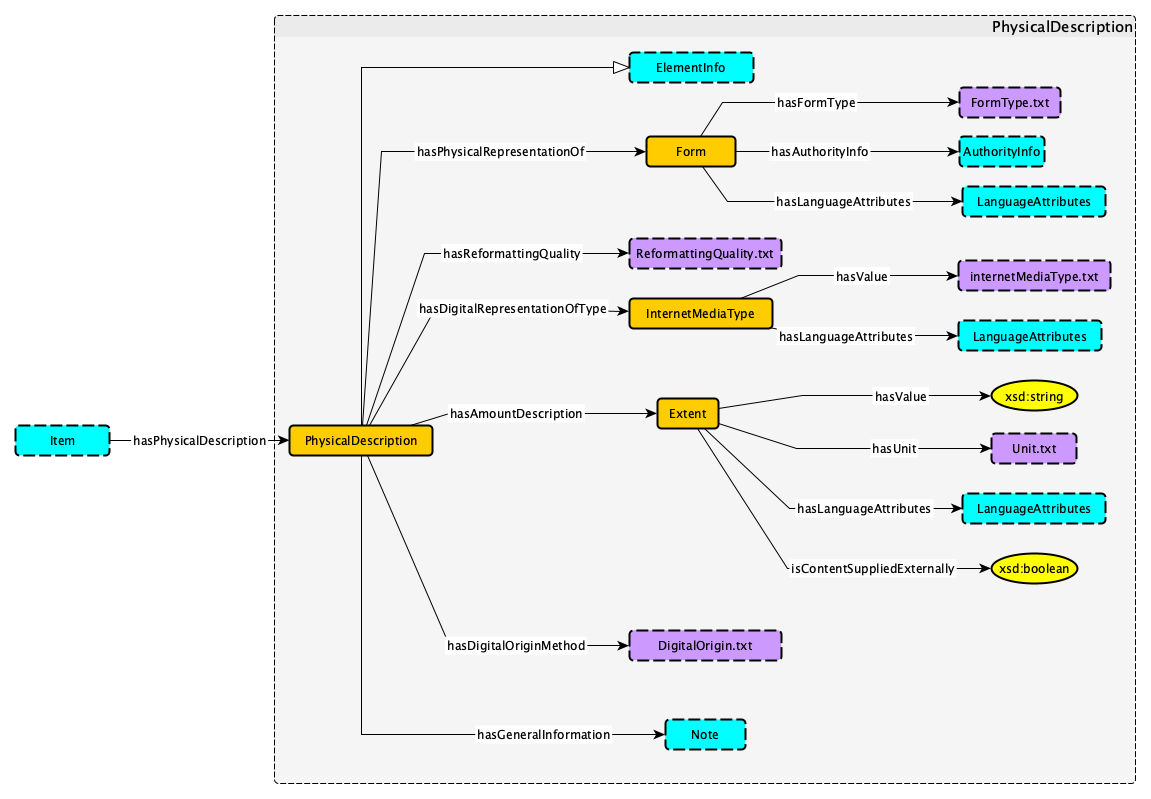 PhysicalDescription
ElementInfo
hasFormType
FormType.txt
hasPhysicalRepresentationOf
Form
hasAuthorityInfo
AuthorityInfo
hasLanguageAttributes
LanguageAttributes
hasReformattingQuality
ReformattingQuality.txt
hasValue
internetMediaType.txt
hasDigitalRepresentationOfType
InternetMediaType
hasLanguageAttributes
LanguageAttributes
hasValue
xsd:string
hasAmountDescription
Extent
Item
hasPhysicalDescription
PhysicalDescription
hasUnit
Unit.txt
hasLanguageAttributes
LanguageAttributes
isContentSuppliedExternally
xsd:boolean
hasDigitalOriginMethod
DigitalOrigin.txt
hasGeneralInformation
Note